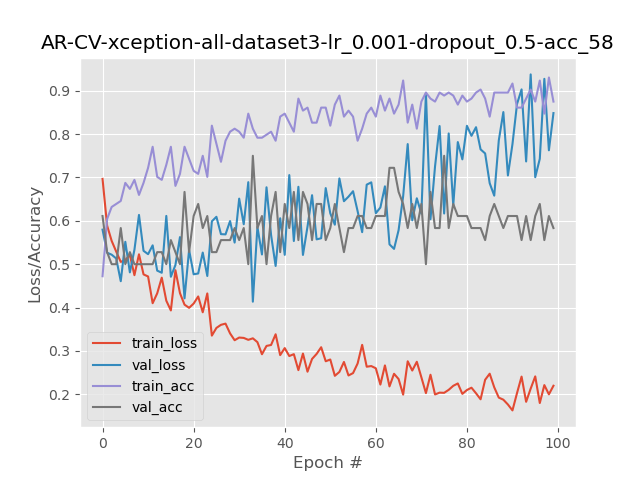 AR-CV-xception-all-dataset3-lr_0.001-dropout_0.5-acc_58
Loss/Accuracy
0.9
0.8
0.7
0.6
0.5
0.4
0.3
0.2
train_loss
val_loss
train_acc
val_acc
0 20 40 60 80 100
Epoch #